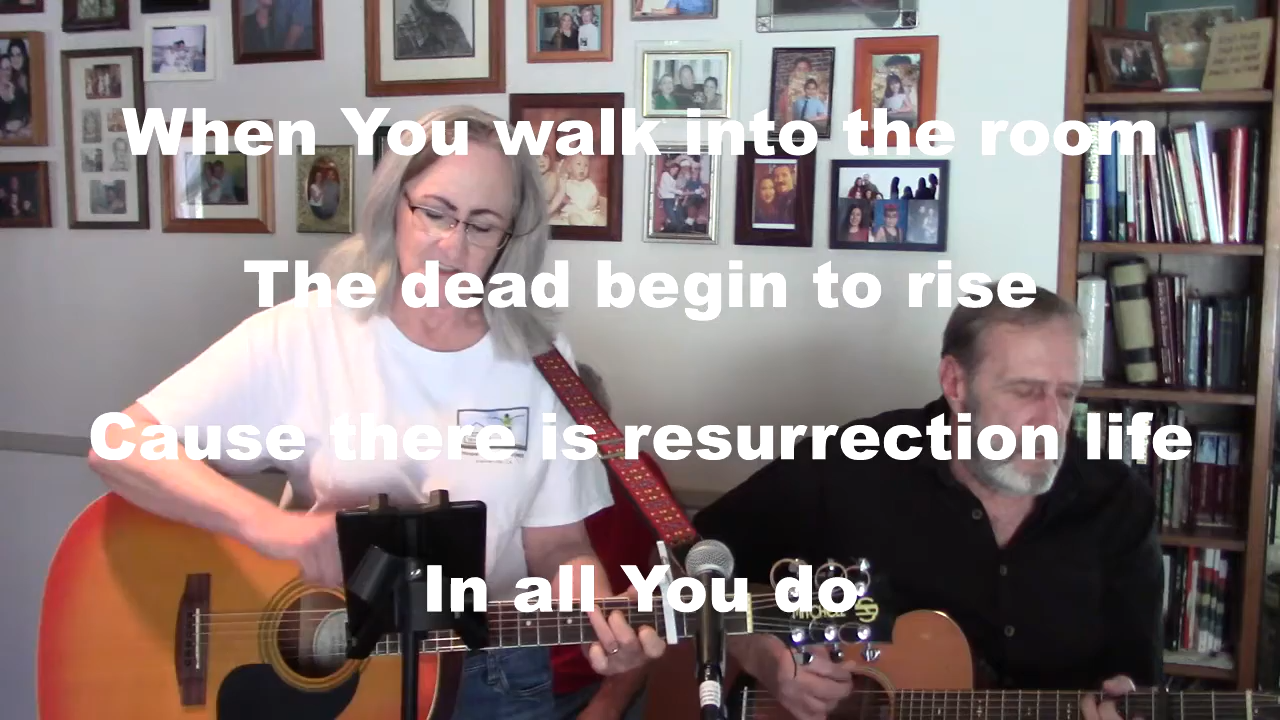 When You walk into the room
The dead begin to rise
Cause there is resurrection life
In all You do
MITCHELL